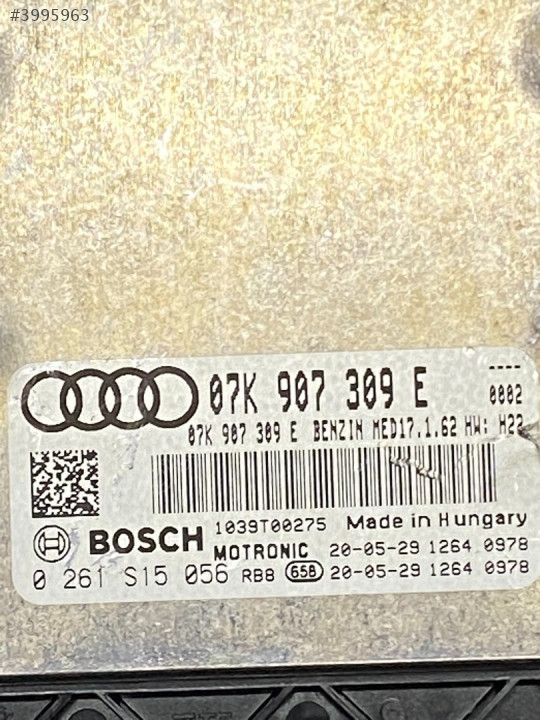 #3995963
07K 907 309 E
----
0002
07K 907 309 E BENZIN MED17.1.62 HW: H22
BOSCH
1039T00275 Made in Hungary
MOTRONIC 20-05-29 1264 0978
0 261 S15 056 RB8 658 20-05-29 1264 0978